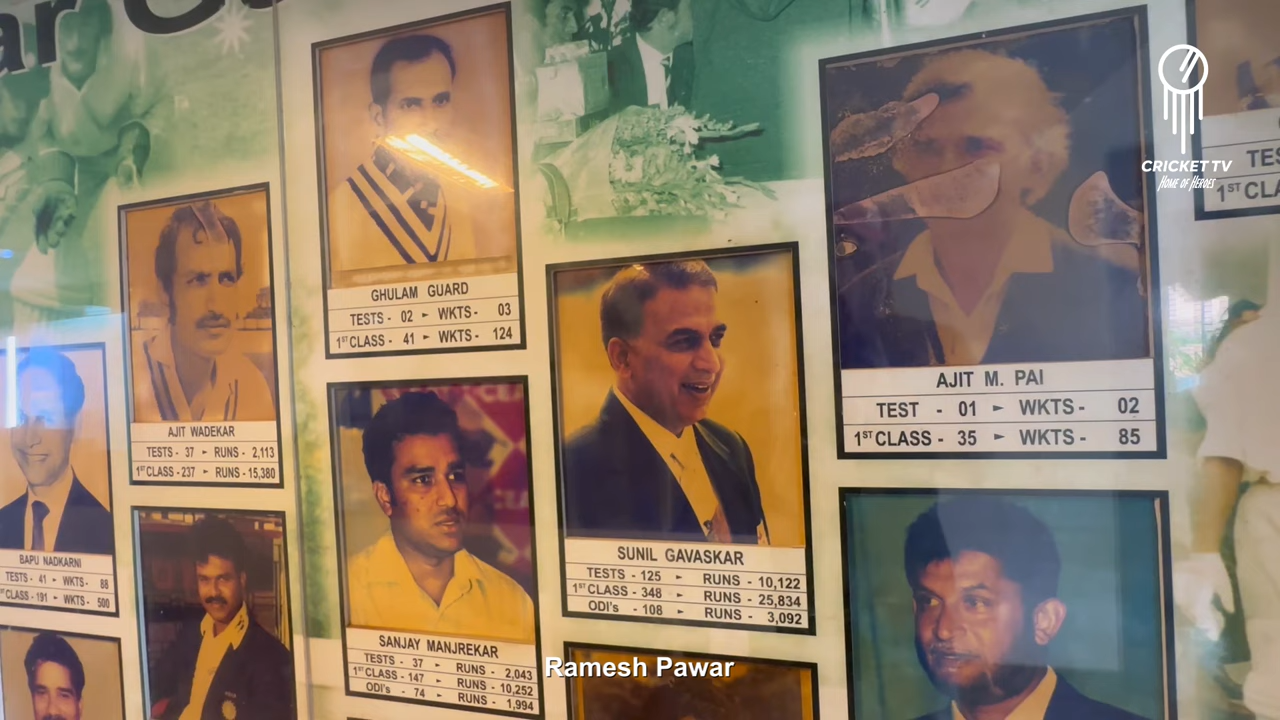 CRICKET TV
HOME OF HEROES
GHULAM GUARD
TESTS - 02 ► WKTS - 03
1ST CLASS - 41 ► WKTS - 124
AJIT WADEKAR
TESTS - 37 ► RUNS - 2,113
1ST CLASS - 237 ► RUNS - 15,380
BAPU NADKARNI
TESTS - 41 ► WKTS - 88
1ST CLASS - 191 ► WKTS - 500
SANJAY MANJREKAR
TESTS - 37 ► RUNS - 2,043
1ST CLASS - 147 ► RUNS - 10,252
ODI's - 74 ► RUNS - 1,994
SUNIL GAVASKAR
TESTS - 125 ► RUNS - 10,122
1ST CLASS - 348 ► RUNS - 25,834
ODI's - 108 ► RUNS - 3,092
AJIT M. PAI
TEST - 01 ► WKTS - 02
1ST CLASS - 35 ► WKTS - 85
Ramesh Pawar